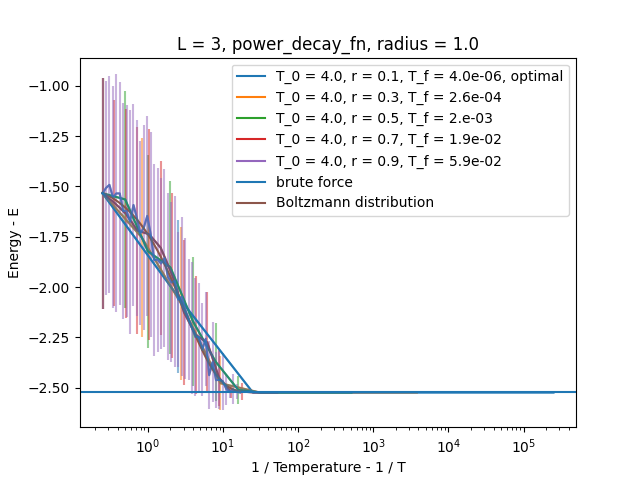 L = 3, power_decay_fn, radius = 1.0
T_0 = 4.0, r = 0.1, T_f = 4.0e-06, optimal
T_0 = 4.0, r = 0.3, T_f = 2.6e-04
T_0 = 4.0, r = 0.5, T_f = 2.e-03
T_0 = 4.0, r = 0.7, T_f = 1.9e-02
T_0 = 4.0, r = 0.9, T_f = 5.9e-02
brute force
Boltzmann distribution
Energy - E
−1.00
−1.25
−1.50
−1.75
−2.00
−2.25
−2.50
10⁰ 10¹ 10² 10³ 10⁴ 10⁵
1 / Temperature - 1 / T